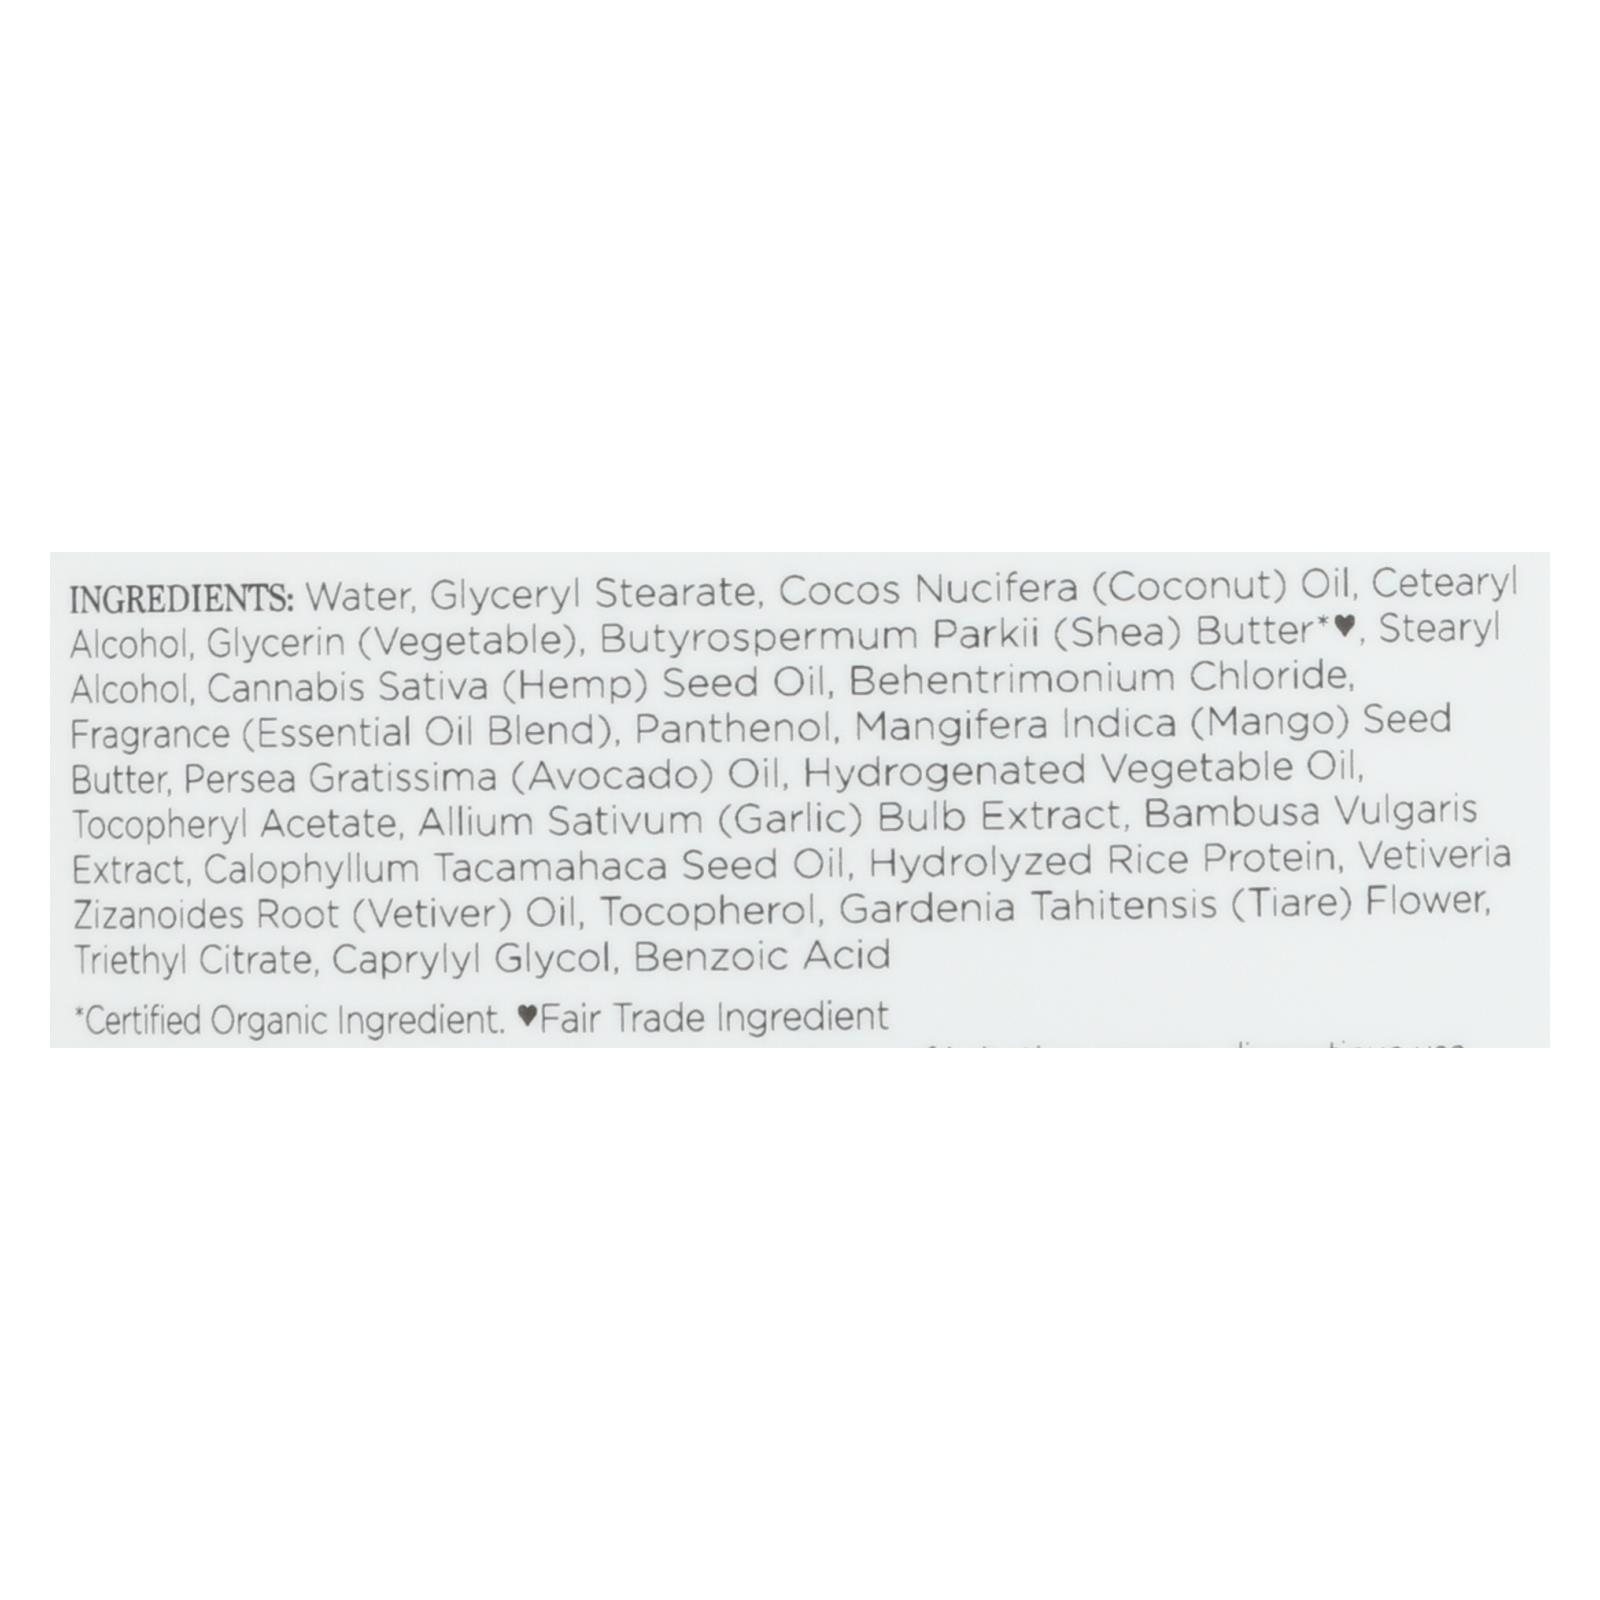 INGREDIENTS: Water, Glyceryl Stearate, Cocos Nucifera (Coconut) Oil, Cetearyl
Alcohol, Glycerin (Vegetable), Butyrospermum Parkii (Shea) Butter*♥, Stearyl
Alcohol, Cannabis Sativa (Hemp) Seed Oil, Behentrimonium Chloride,
Fragrance (Essential Oil Blend), Panthenol, Mangifera Indica (Mango) Seed
Butter, Persea Gratissima (Avocado) Oil, Hydrogenated Vegetable Oil,
Tocopheryl Acetate, Allium Sativum (Garlic) Bulb Extract, Bambusa Vulgaris
Extract, Calophyllum Tacamahaca Seed Oil, Hydrolyzed Rice Protein, Vetiveria
Zizanoides Root (Vetiver) Oil, Tocopherol, Gardenia Tahitensis (Tiare) Flower,
Triethyl Citrate, Caprylyl Glycol, Benzoic Acid
*Certified Organic Ingredient. ♥Fair Trade Ingredient